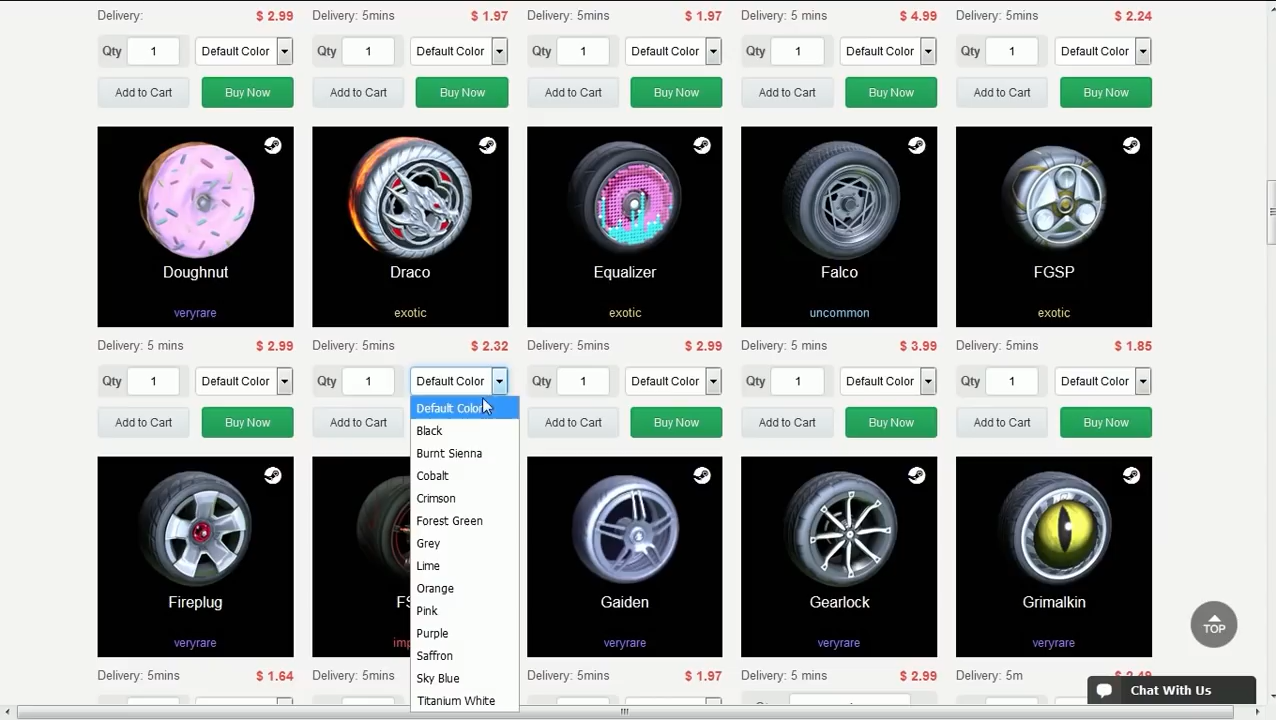 Delivery: $ 2.99 Delivery: 5mins $ 1.97 Delivery: 5mins $ 1.97 Delivery: 5 mins $ 4.99 Delivery: 5mins $ 2.24
Qty 1 Default Color Qty 1 Default Color Qty 1 Default Color Qty 1 Default Color Qty 1 Default Color
Add to Cart Buy Now Add to Cart Buy Now Add to Cart Buy Now Add to Cart Buy Now Add to Cart Buy Now
Doughnut Draco Equalizer Falco FGSP
veryrare exotic exotic uncommon exotic
Delivery: 5 mins $ 2.99 Delivery: 5mins $ 2.32 Delivery: 5mins $ 2.99 Delivery: 5 mins $ 3.99 Delivery: 5mins $ 1.85
Qty 1 Default Color Qty 1 Default Color Qty 1 Default Color Qty 1 Default Color Qty 1 Default Color
Add to Cart Buy Now Add to Cart Add to Cart Buy Now Add to Cart Buy Now Add to Cart Buy Now
Default Color
Black
Burnt Sienna
Cobalt
Crimson
Forest Green
Grey
Lime
Orange
Pink
Purple
Saffron
Sky Blue
Titanium White
Fireplug Gaiden Gearlock Grimalkin
veryrare veryrare veryrare veryrare
Delivery: 5mins $ 1.64 Delivery: 5mins $ 1.97 Delivery: 5mins $ 2.99 Delivery: 5m
TOP
Chat With Us